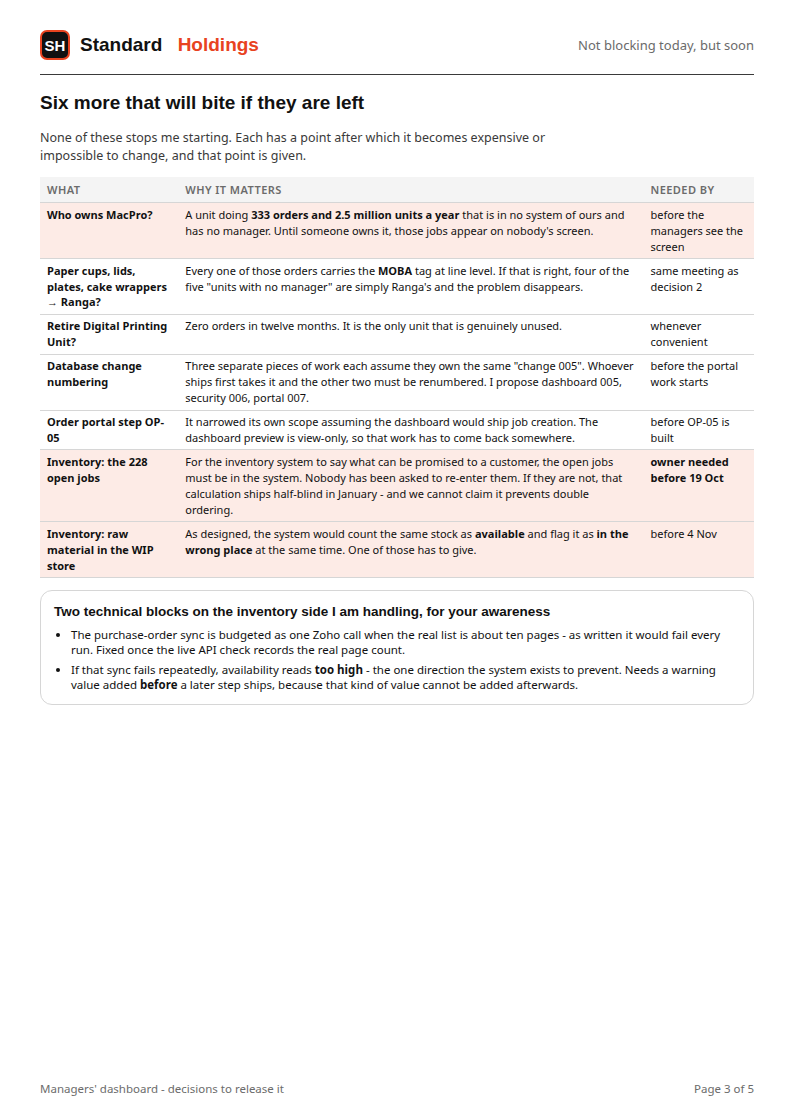 SH Standard Holdings
Not blocking today, but soon
Six more that will bite if they are left
None of these stops me starting. Each has a point after which it becomes expensive or
impossible to change, and that point is given.
WHAT WHY IT MATTERS NEEDED BY
Who owns MacPro? A unit doing 333 orders and 2.5 million units a year that is in no system of ours and before the
has no manager. Until someone owns it, those jobs appear on nobody's screen. managers see the
screen
Paper cups, lids, Every one of those orders carries the MOBA tag at line level. If that is right, four of the same meeting as
plates, cake wrappers five "units with no manager" are simply Ranga's and the problem disappears. decision 2
→ Ranga?
Retire Digital Printing Zero orders in twelve months. It is the only unit that is genuinely unused. whenever
Unit? convenient
Database change Three separate pieces of work each assume they own the same "change 005". Whoever before the portal
numbering ships first takes it and the other two must be renumbered. I propose dashboard 005, work starts
security 006, portal 007.
Order portal step OP- It narrowed its own scope assuming the dashboard would ship job creation. The before OP-05 is
05 dashboard preview is view-only, so that work has to come back somewhere. built
Inventory: the 228 For the inventory system to say what can be promised to a customer, the open jobs owner needed
open jobs must be in the system. Nobody has been asked to re-enter them. If they are not, that before 19 Oct
calculation ships half-blind in January - and we cannot claim it prevents double
ordering.
Inventory: raw As designed, the system would count the same stock as available and flag it as in the before 4 Nov
material in the WIP wrong place at the same time. One of those has to give.
store
Two technical blocks on the inventory side I am handling, for your awareness
• The purchase-order sync is budgeted as one Zoho call when the real list is about ten pages - as written it would fail every
run. Fixed once the live API check records the real page count.
• If that sync fails repeatedly, availability reads too high - the one direction the system exists to prevent. Needs a warning
value added before a later step ships, because that kind of value cannot be added afterwards.
Managers' dashboard - decisions to release it
Page 3 of 5